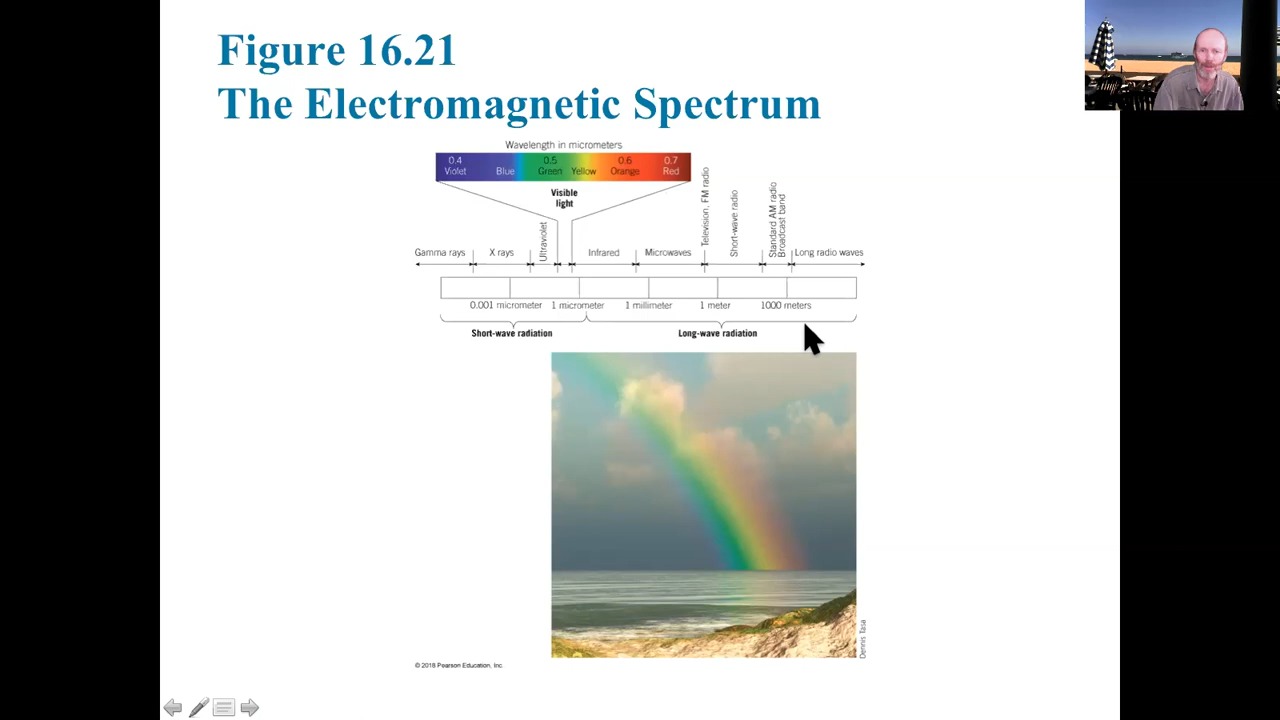 Figure 16.21
The Electromagnetic Spectrum
Wavelength in micrometers
0.4 0.5 0.6 0.7
Violet Blue Green Yellow Orange Red
Visible
light
Gamma rays X rays Ultraviolet Infrared Microwaves Television, FM radio Short-wave radio Standard AM radio
Broadcast band Long radio waves
0.001 micrometer 1 micrometer 1 millimeter 1 meter 1000 meters
Short-wave radiation Long-wave radiation
Dennis Tasa
© 2018 Pearson Education, Inc